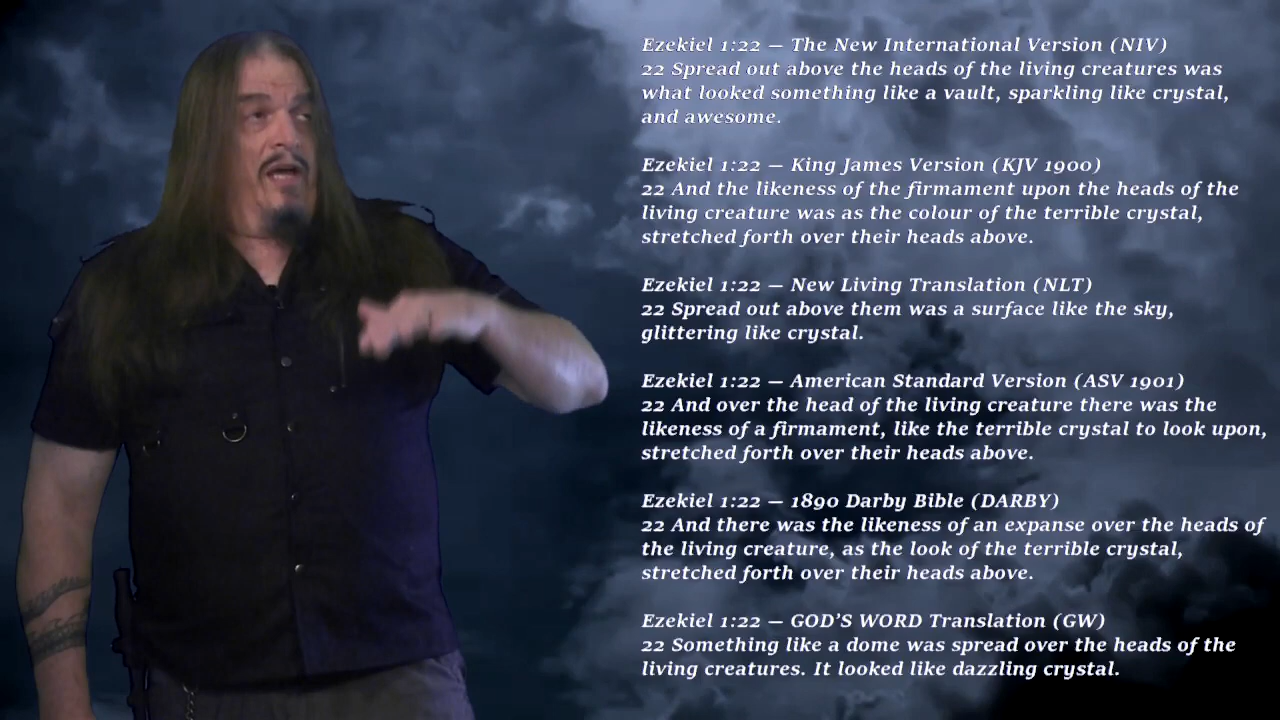 Ezekiel 1:22 — The New International Version (NIV)
22 Spread out above the heads of the living creatures was
what looked something like a vault, sparkling like crystal,
and awesome.
Ezekiel 1:22 — King James Version (KJV 1900)
22 And the likeness of the firmament upon the heads of the
living creature was as the colour of the terrible crystal,
stretched forth over their heads above.
Ezekiel 1:22 — New Living Translation (NLT)
22 Spread out above them was a surface like the sky,
glittering like crystal.
Ezekiel 1:22 — American Standard Version (ASV 1901)
22 And over the head of the living creature there was the
likeness of a firmament, like the terrible crystal to look upon,
stretched forth over their heads above.
Ezekiel 1:22 — 1890 Darby Bible (DARBY)
22 And there was the likeness of an expanse over the heads of
the living creature, as the look of the terrible crystal,
stretched forth over their heads above.
Ezekiel 1:22 — GOD'S WORD Translation (GW)
22 Something like a dome was spread over the heads of the
living creatures. It looked like dazzling crystal.